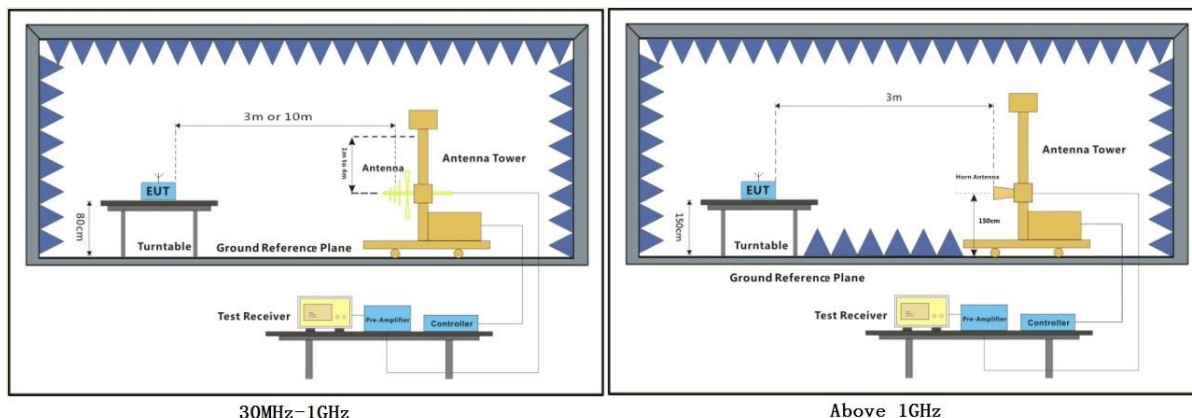 3m or 10m
1m to 4m
Antenna
Antenna Tower
EUT
80cm
Turntable
Ground Reference Plane
Test Receiver
Pre-Amplifier
Controller
30MHz-1GHz
3m
Antenna Tower
Horn Antenna
EUT
150cm
150cm
Turntable
Ground Reference Plane
Test Receiver
Pre-Amplifier
Controller
Above 1GHz